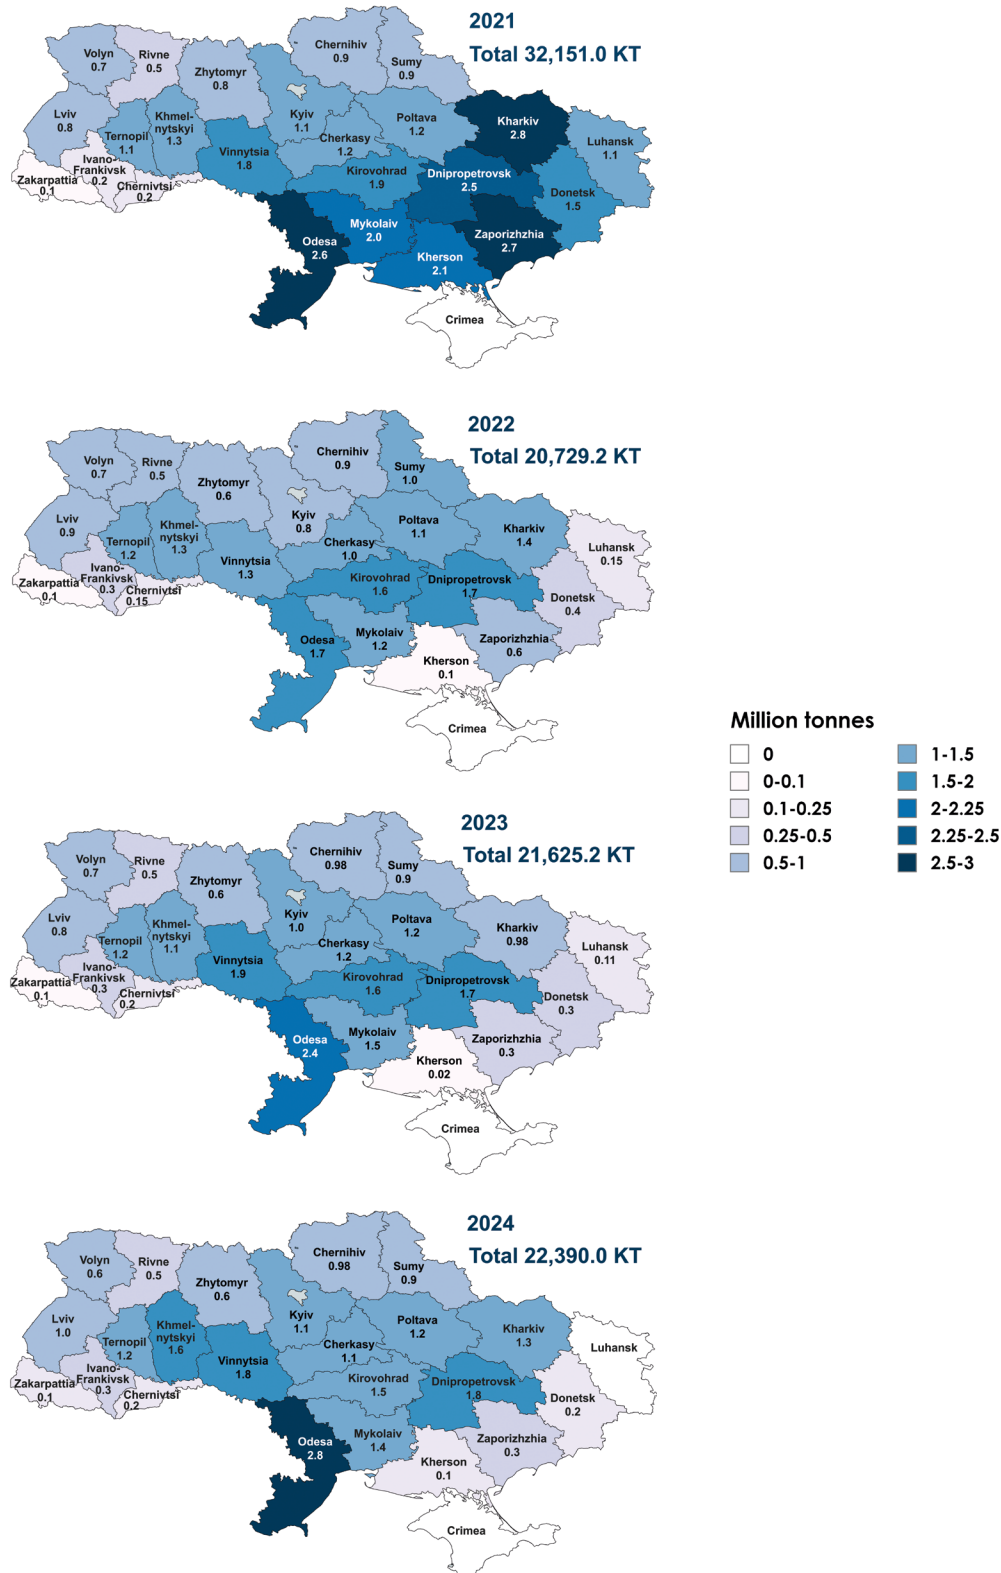 2021
Total 32,151.0 KT
Chernihiv
0.9
Volyn
0.7
Rivne
0.5
Sumy
0.9
Zhytomyr
0.8
Lviv
0.8
Khmel-
nytskyi
1.3
Kyiv
1.1
Poltava
1.2
Kharkiv
2.8
Ternopil
1.1
Cherkasy
1.2
Luhansk
1.1
Vinnytsia
1.8
Ivano-
Frankivsk
0.2
Kirovohrad
1.9
Dnipropetrovsk
2.5
Zakarpattia
0.1
Chernivtsi
0.2
Donetsk
1.5
Mykolaiv
2.0
Odesa
2.6
Zaporizhzhia
2.7
Kherson
2.1
Crimea
2022
Total 20,729.2 KT
Chernihiv
0.9
Volyn
0.7
Rivne
0.5
Sumy
1.0
Zhytomyr
0.6
Lviv
0.9
Khmel-
nytskyi
1.3
Kyiv
0.8
Poltava
1.1
Kharkiv
1.4
Ternopil
1.2
Cherkasy
1.0
Luhansk
0.15
Vinnytsia
1.3
Ivano-
Frankivsk
0.3
Kirovohrad
1.6
Dnipropetrovsk
1.7
Zakarpattia
0.1
Chernivtsi
0.15
Donetsk
0.4
Mykolaiv
1.2
Odesa
1.7
Zaporizhzhia
0.6
Kherson
0.1
Crimea
Million tonnes
0
0-0.1
0.1-0.25
0.25-0.5
0.5-1
1-1.5
1.5-2
2-2.25
2.25-2.5
2.5-3
2023
Total 21,625.2 KT
Chernihiv
0.98
Volyn
0.7
Rivne
0.5
Sumy
0.9
Zhytomyr
0.6
Lviv
0.8
Khmel-
nytskyi
1.1
Kyiv
1.0
Poltava
1.2
Kharkiv
0.98
Ternopil
1.2
Cherkasy
1.2
Luhansk
0.11
Vinnytsia
1.9
Ivano-
Frankivsk
0.3
Kirovohrad
1.6
Dnipropetrovsk
1.7
Zakarpattia
0.1
Chernivtsi
0.2
Donetsk
0.3
Mykolaiv
1.5
Odesa
2.4
Zaporizhzhia
0.3
Kherson
0.02
Crimea
2024
Total 22,390.0 KT
Chernihiv
0.98
Volyn
0.6
Rivne
0.5
Sumy
0.9
Zhytomyr
0.6
Lviv
1.0
Khmel-
nytskyi
1.6
Kyiv
1.1
Poltava
1.2
Kharkiv
1.3
Ternopil
1.2
Cherkasy
1.1
Luhansk
Vinnytsia
1.8
Ivano-
Frankivsk
0.3
Kirovohrad
1.5
Dnipropetrovsk
1.8
Zakarpattia
0.1
Chernivtsi
0.2
Donetsk
0.2
Mykolaiv
1.4
Odesa
2.8
Zaporizhzhia
0.3
Kherson
0.1
Crimea